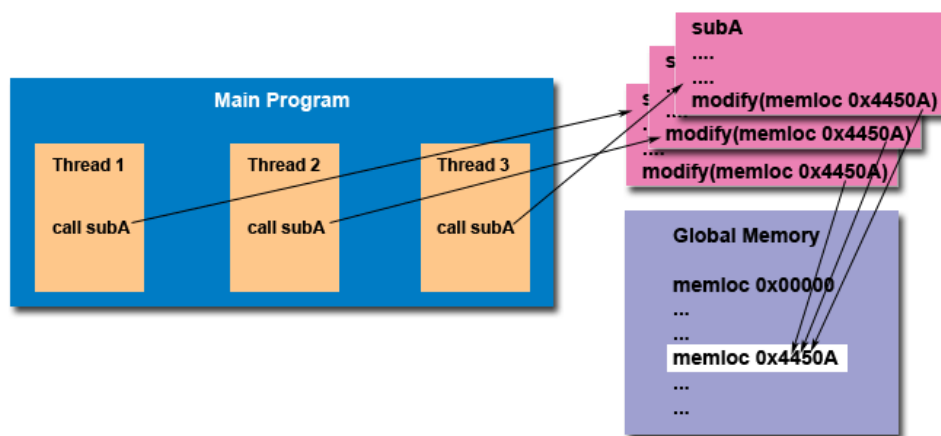 Main Program
Thread 1
call subA
Thread 2
call subA
Thread 3
call subA
subA
....
....
modify(memloc 0x4450A)
s
modify(memloc 0x4450A)
s
....
modify(memloc 0x4450A)
Global Memory
memloc 0x00000
...
...
memloc 0x4450A
...
...